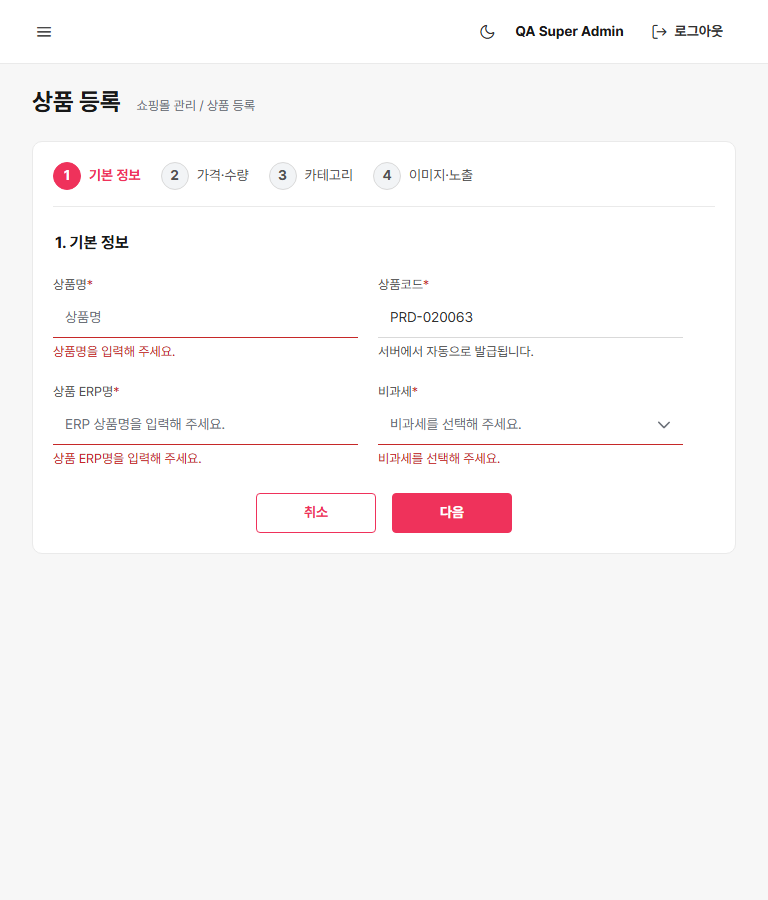 QA Super Admin 로그아웃
상품 등록 쇼핑몰 관리 / 상품 등록
1 기본 정보 2 가격·수량 3 카테고리 4 이미지·노출
1. 기본 정보
상품명* 상품코드*
상품명 PRD-020063
상품명을 입력해 주세요. 서버에서 자동으로 발급됩니다.
상품 ERP명* 비과세*
ERP 상품명을 입력해 주세요. 비과세를 선택해 주세요.
상품 ERP명을 입력해 주세요. 비과세를 선택해 주세요.
취소 다음